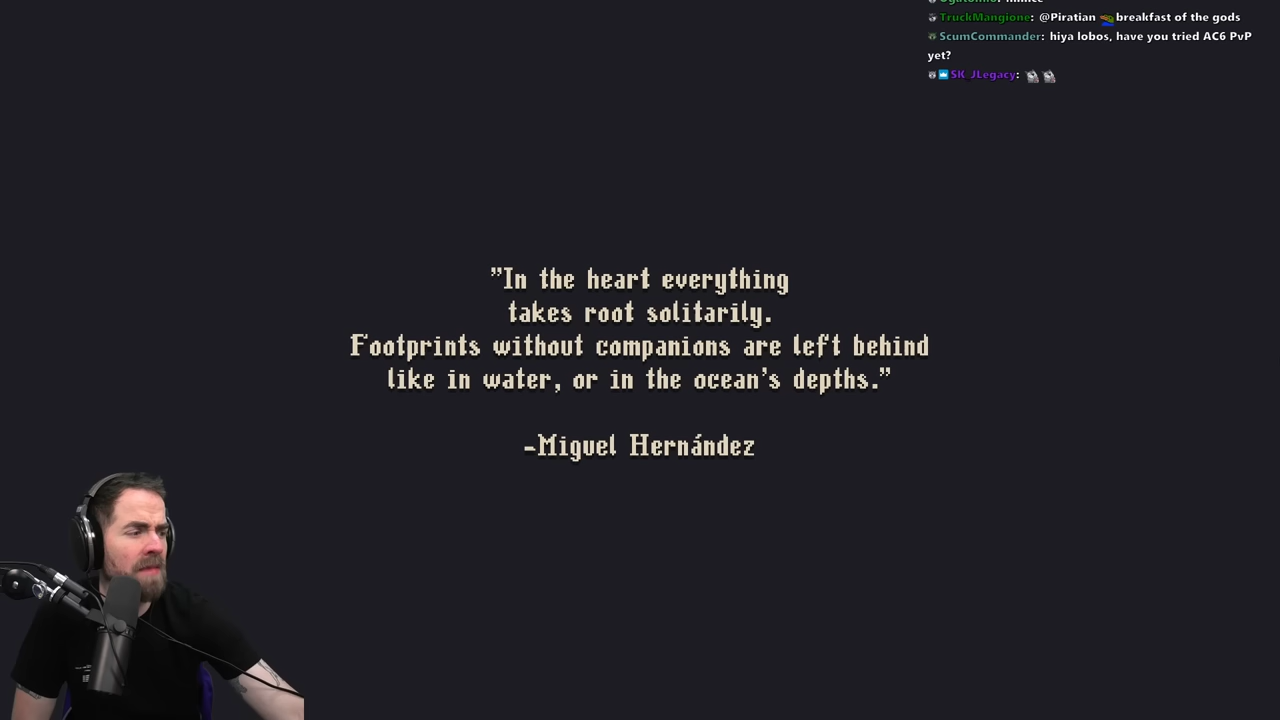 TruckMangione: @Piratian breakfast of the gods
ScumCommander: hiya lobos, have you tried AC6 PvP
yet?
SK_JLegacy:
"In the heart everything
takes root solitarily.
Footprints without companions are left behind
like in water, or in the ocean's depths."
-Miguel Hernández